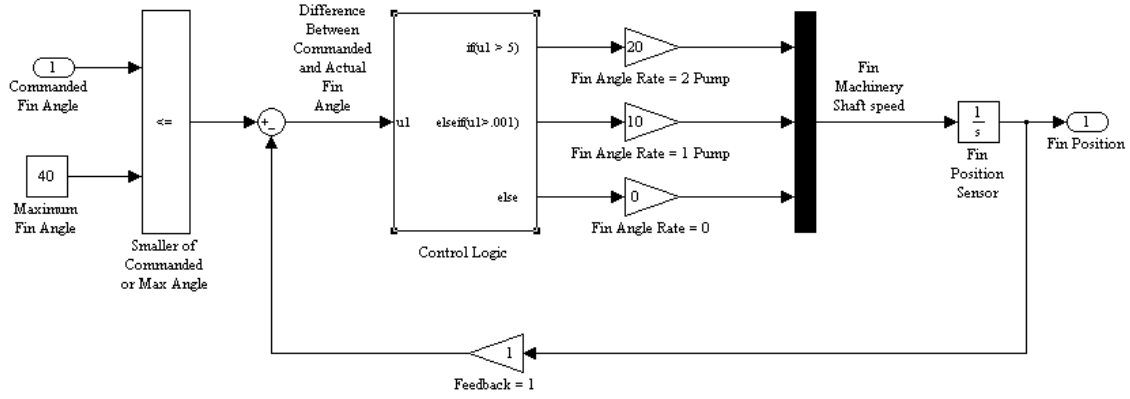 1
Commanded
Fin Angle
40
Maximum
Fin Angle
<=
Smaller of
Commanded
or Max Angle
+
-
Difference
Between
Commanded
and Actual
Fin
Angle
u1
if(u1 > 5)
elseif(u1>.001)
else
Control Logic
20
Fin Angle Rate = 2 Pump
10
Fin Angle Rate = 1 Pump
0
Fin Angle Rate = 0
Fin
Machinery
Shaft speed
1
s
Fin
Position
Sensor
1
Fin Position
1
Feedback = 1